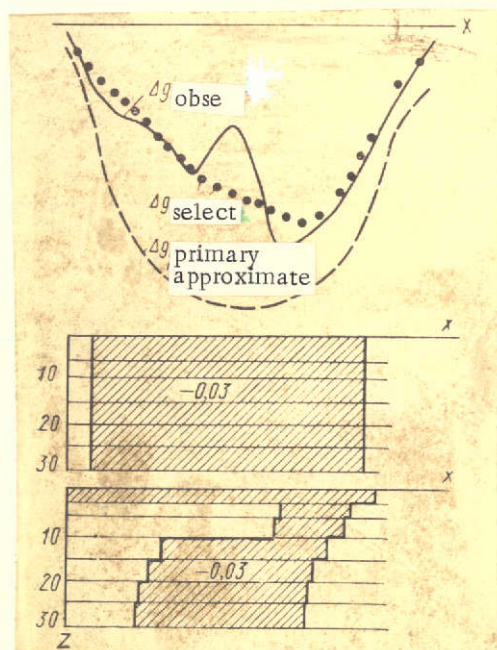 X
Δg obse
Δg select
Δg primary
approximate
X
10
20
30
-0,03
X
10
20
30
-0,03
Z